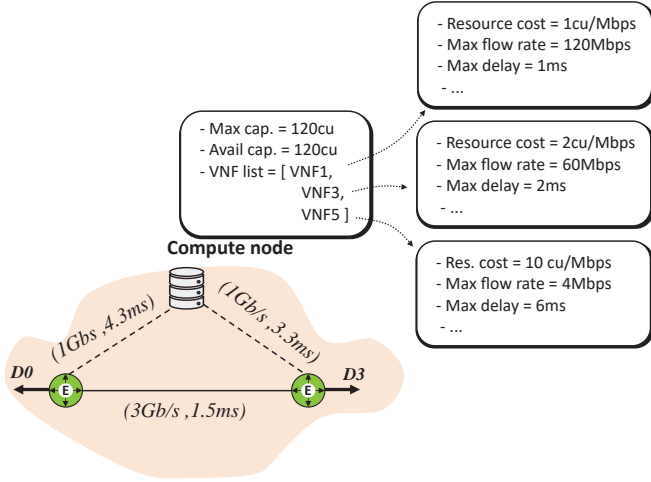 - Resource cost = 1cu/Mbps
- Max flow rate = 120Mbps
- Max delay = 1ms
- ...
- Max cap. = 120cu
- Avail cap. = 120cu
- VNF list = [ VNF1,
VNF3,
VNF5 ]
- Resource cost = 2cu/Mbps
- Max flow rate = 60Mbps
- Max delay = 2ms
- ...
- Res. cost = 10 cu/Mbps
- Max flow rate = 4Mbps
- Max delay = 6ms
- ...
Compute node
(1Gbs ,4.3ms)
(1Gb/s ,3.3ms)
D0
E
E
D3
(3Gb/s ,1.5ms)